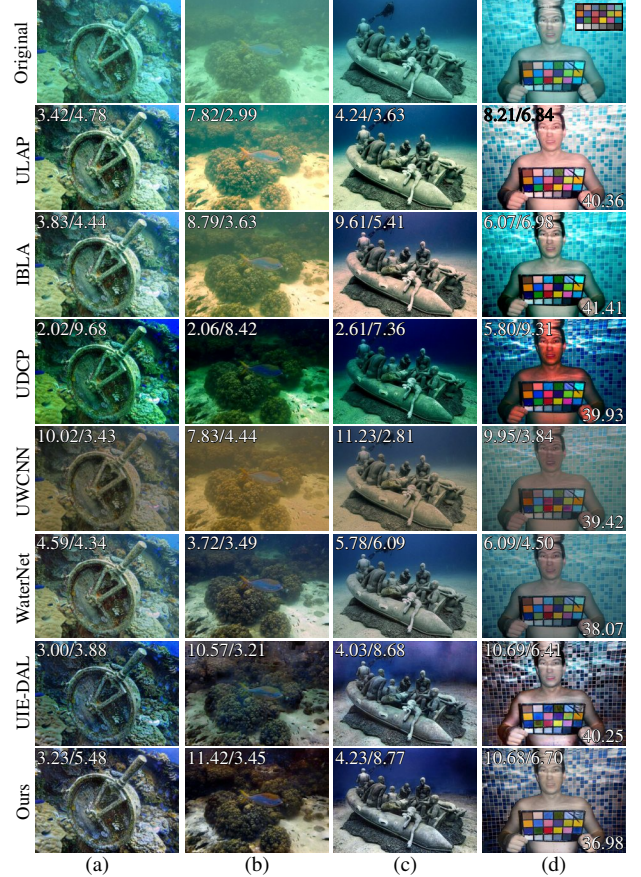 Original
ULAP
3.42/4.78
7.82/2.99
4.24/3.63
8.21/6.84
40.36
IBLA
3.83/4.44
8.79/3.63
9.61/5.41
6.07/6.98
41.41
UDCP
2.02/9.68
2.06/8.42
2.61/7.36
5.80/9.31
39.93
UWCNN
10.02/3.43
7.83/4.44
11.23/2.81
9.95/3.84
39.42
WaterNet
4.59/4.34
3.72/3.49
5.78/6.09
6.09/4.50
38.07
UIE-DAL
3.00/3.88
10.57/3.21
4.03/8.68
10.69/6.41
40.25
Ours
3.23/5.48
11.42/3.45
4.23/8.77
10.68/6.70
36.98
(a)
(b)
(c)
(d)